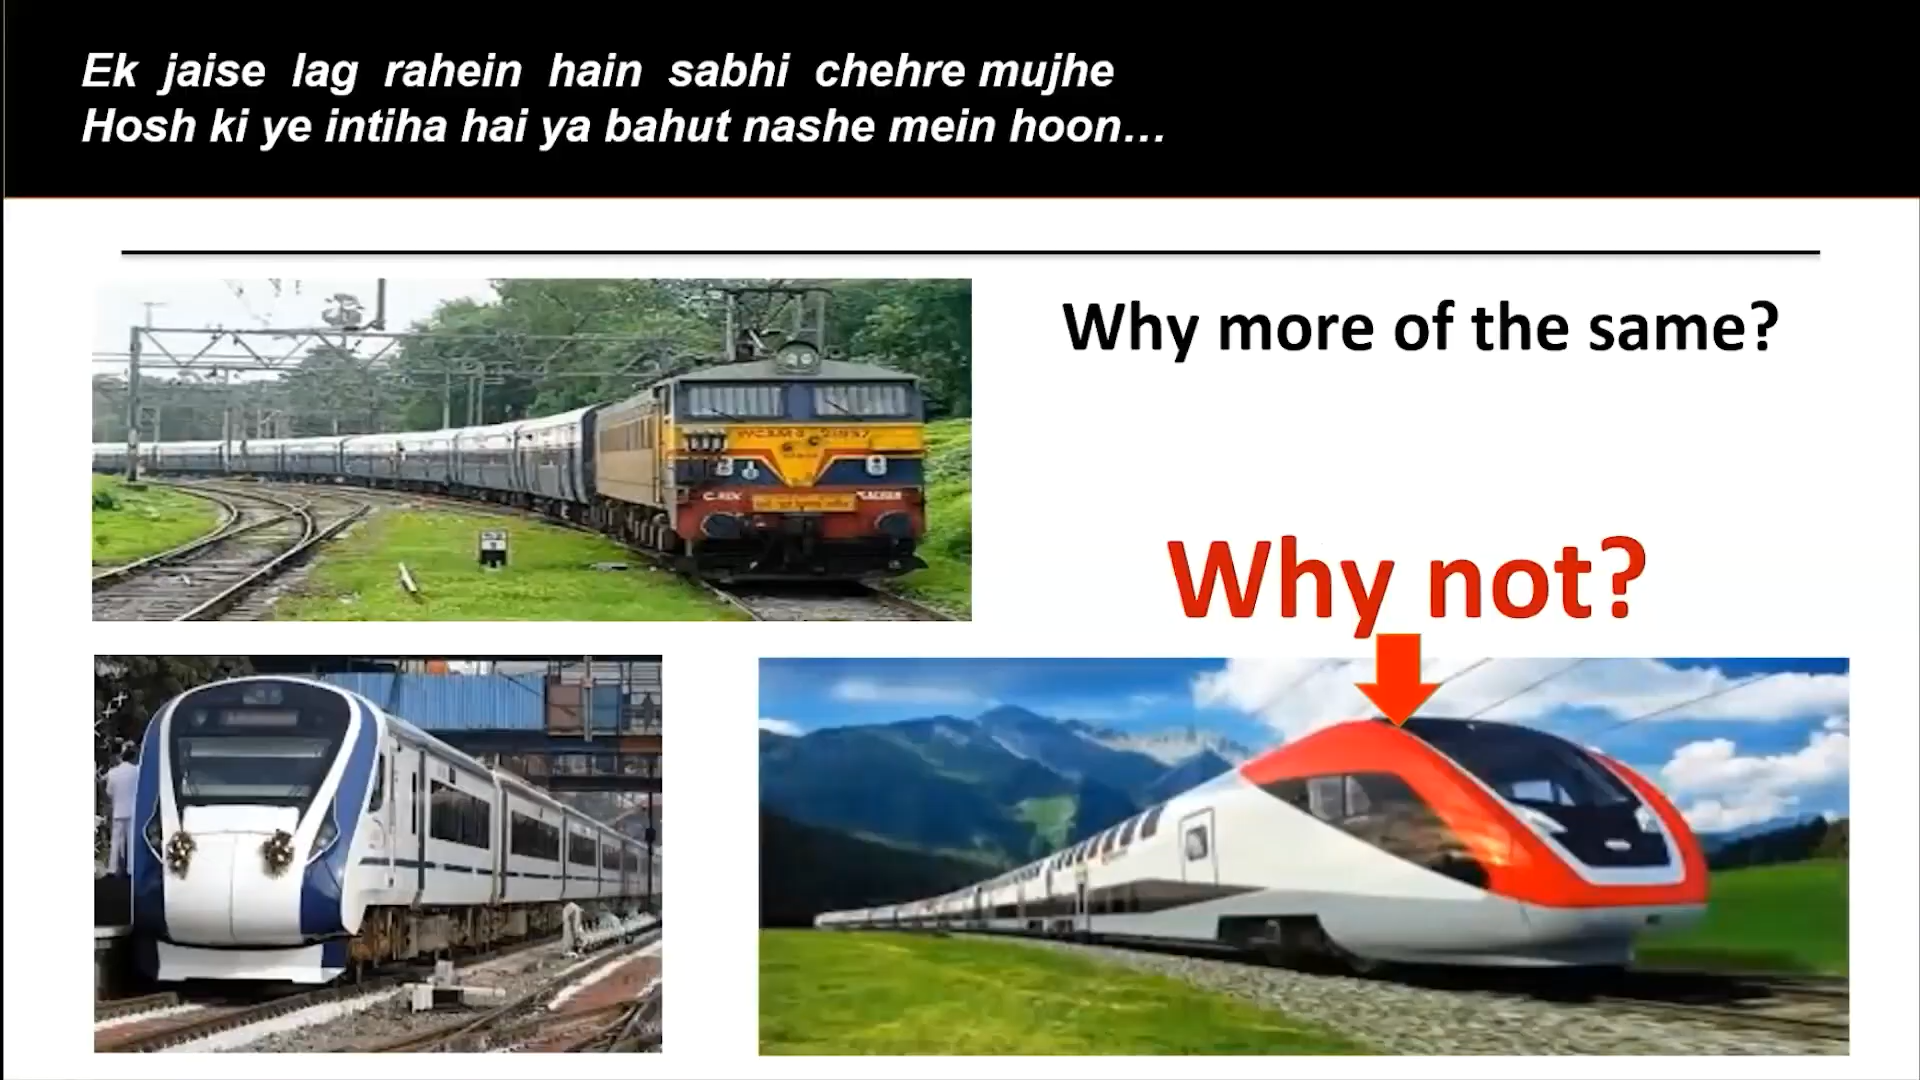 Ek jaise lag rahein hain sabhi chehre mujhe
Hosh ki ye intiha hai ya bahut nashe mein hoon…
Why more of the same?
Why not?